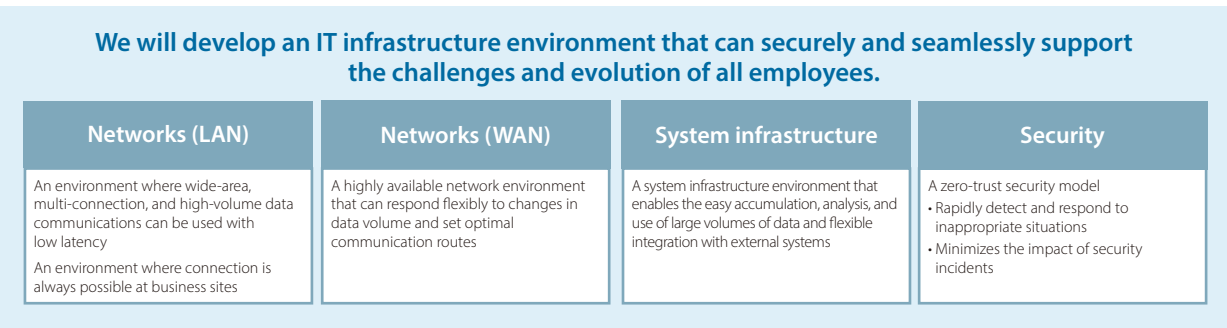 We will develop an IT infrastructure environment that can securely and seamlessly support
the challenges and evolution of all employees.
Networks (LAN)
An environment where wide-area,
multi-connection, and high-volume data
communications can be used with
low latency
An environment where connection is
always possible at business sites
Networks (WAN)
A highly available network environment
that can respond flexibly to changes in
data volume and set optimal
communication routes
System infrastructure
A system infrastructure environment that
enables the easy accumulation, analysis, and
use of large volumes of data and flexible
integration with external systems
Security
A zero-trust security model
• Rapidly detect and respond to
inappropriate situations
• Minimizes the impact of security
incidents